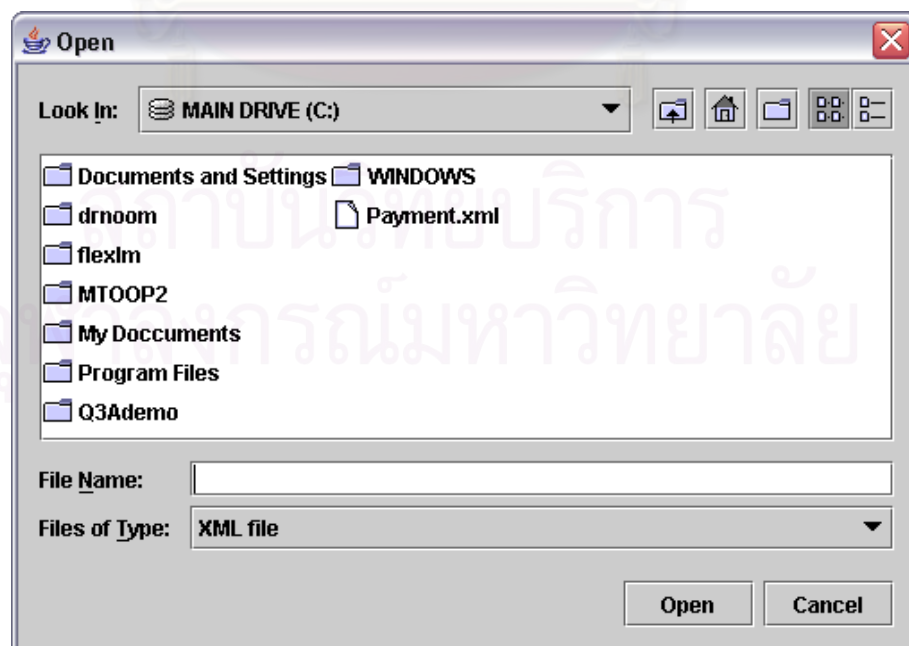 Open
Look In: MAIN DRIVE (C:)
Documents and Settings
drnoom
flexlm
MTOOP2
My Doccuments
Program Files
Q3Ademo
WINDOWS
Payment.xml
สถาบันวิทยบริการ
จุฬาลงกรณ์มหาวิทยาลัย
File Name:
Files of Type: XML file
Open Cancel